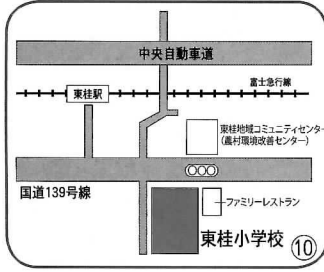 中央自動車道
富士急行線
東桂駅
東桂地域コミュニティセンター
(農村環境改善センター)
国道139号線
ファミリーレストラン
東桂小学校
⑩